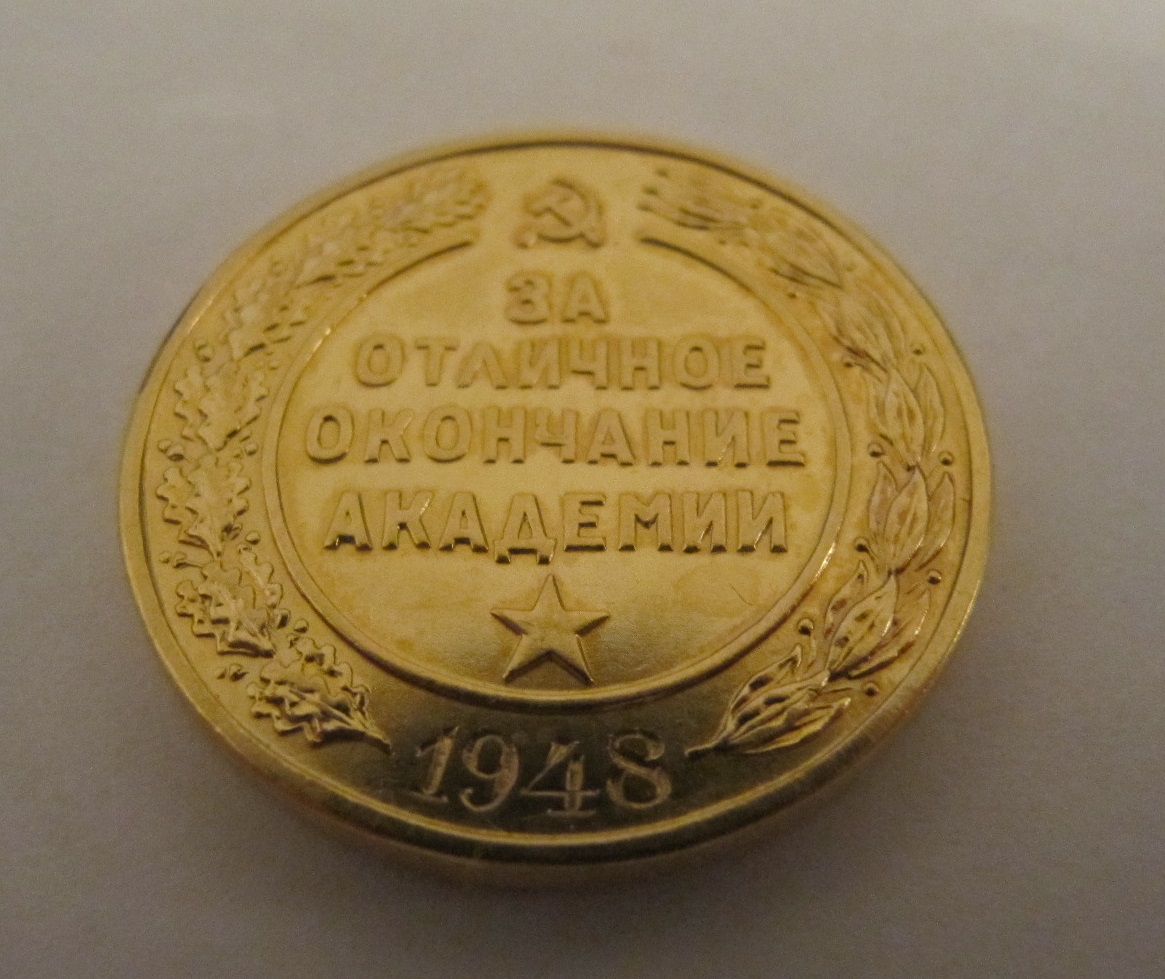 ЗА
ОТЛИЧНОЕ
ОКОНЧАНИЕ
АКАДЕМИИ
1948